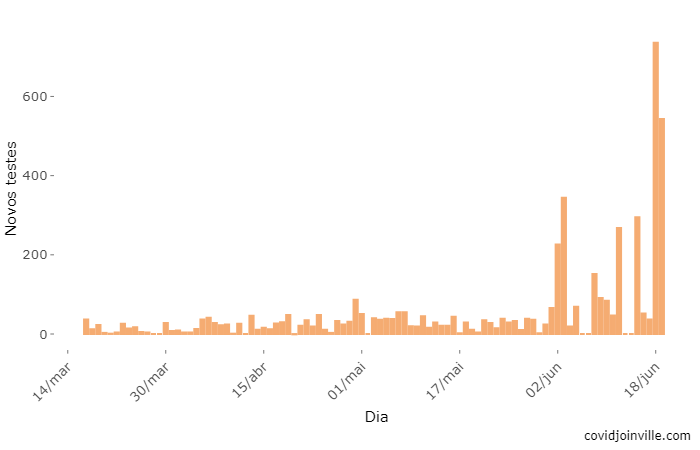 Novos testes
600
400
200
0
14/mar
30/mar
15/abr
01/mai
17/mai
02/jun
18/jun
Dia
covidjoinville.com